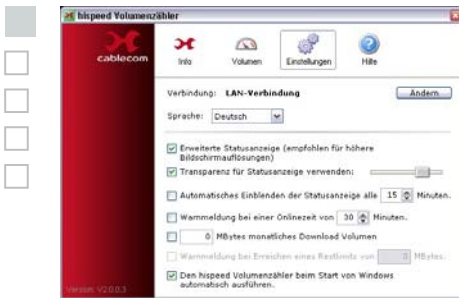 hispeed Volumenzähler
cablecom
Info Volumen Einstellungen Hilfe
Verbindung: LAN-Verbindung Ändern
Sprache: Deutsch
Erweiterte Statusanzeige (empfohlen für höhere
Bildschirmauflösungen)
Transparenz für Statusanzeige verwenden:
Automatisches Einblenden der Statusanzeige alle 15 Minuten.
Warnmeldung bei einer Onlinezeit von 30 Minuten.
0 MBytes monatliches Download Volumen
Warnmeldung bei Erreichen eines Restlimits von 0 MBytes.
Den hispeed Volumenzähler beim Start von Windows
automatisch ausführen.
Version: V2.0.0.3